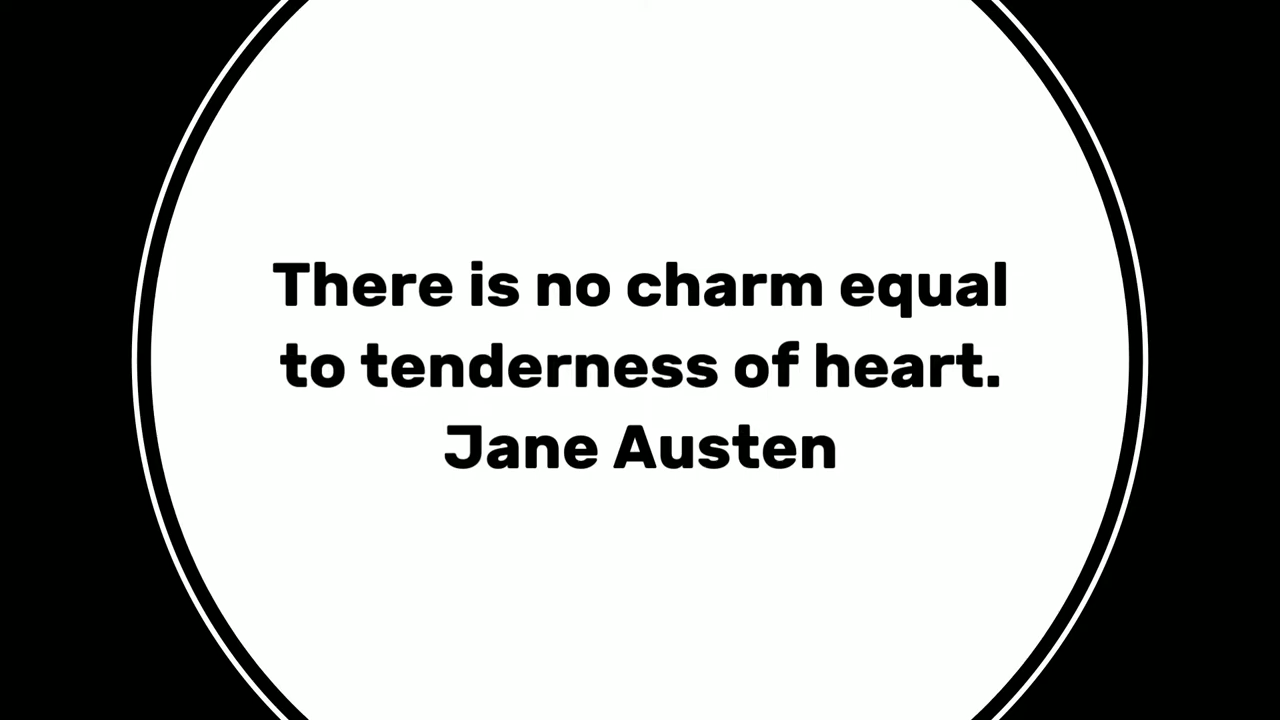 There is no charm equal
to tenderness of heart.
Jane Austen